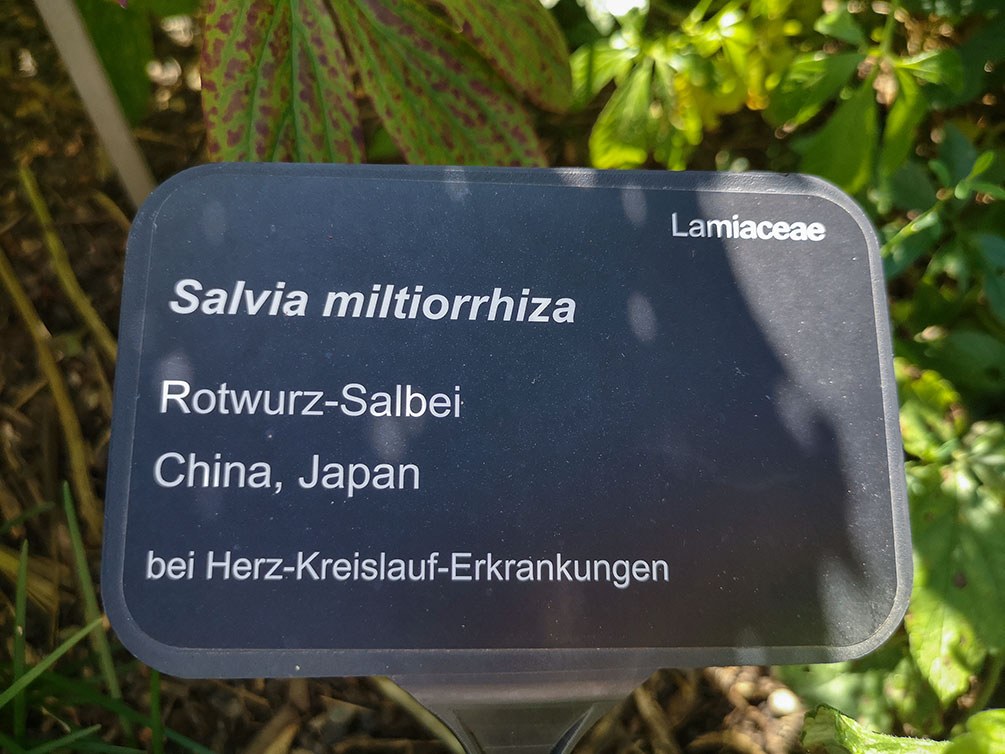 Lamiaceae
Salvia miltiorrhiza
Rotwurz-Salbei
China, Japan
bei Herz-Kreislauf-Erkrankungen